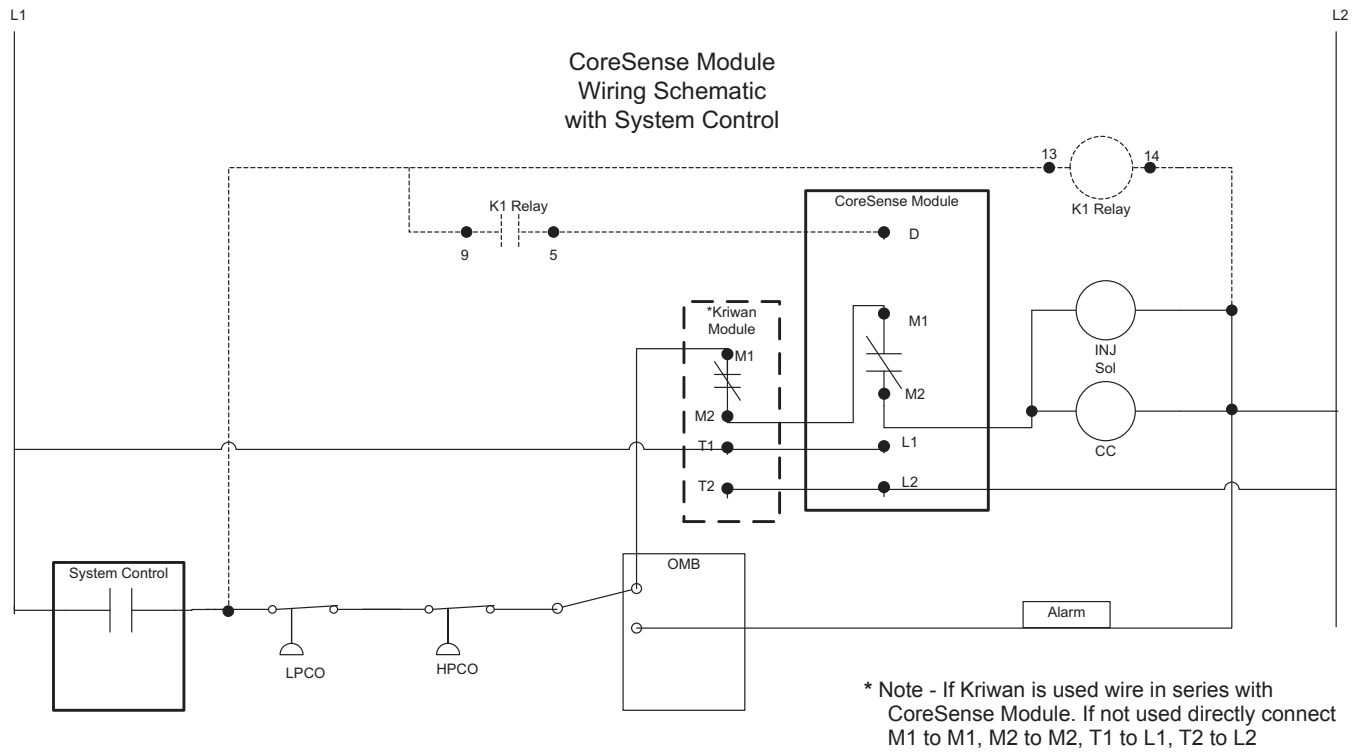 L1
L2
CoreSense Module
Wiring Schematic
with System Control
13
14
K1 Relay
K1 Relay
9
5
CoreSense Module
D
M1
M2
L1
L2
*Kriwan
Module
M1
M2
T1
T2
INJ
Sol
CC
System Control
LPCO
HPCO
OMB
Alarm
* Note - If Kriwan is used wire in series with
CoreSense Module. If not used directly connect
M1 to M1, M2 to M2, T1 to L1, T2 to L2